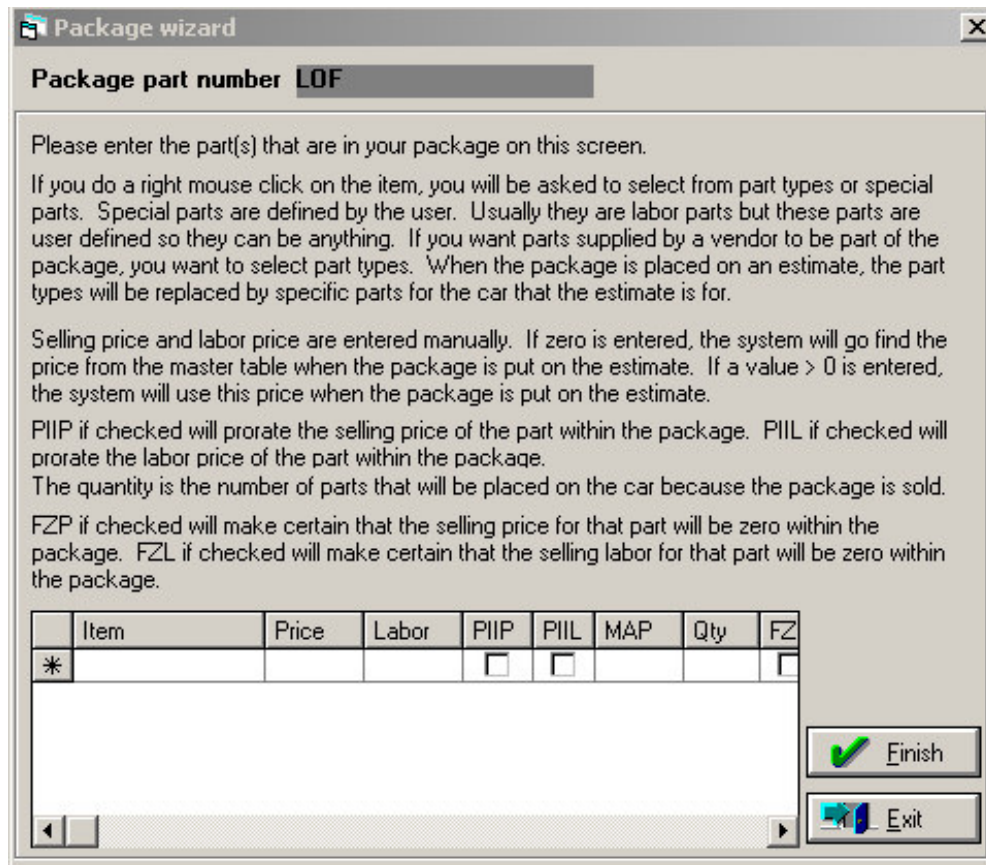 Package wizard
Package part number LOF
Please enter the part(s) that are in your package on this screen.
If you do a right mouse click on the item, you will be asked to select from part types or special
parts. Special parts are defined by the user. Usually they are labor parts but these parts are
user defined so they can be anything. If you want parts supplied by a vendor to be part of the
package, you want to select part types. When the package is placed on an estimate, the part
types will be replaced by specific parts for the car that the estimate is for.
Selling price and labor price are entered manually. If zero is entered, the system will go find the
price from the master table when the package is put on the estimate. If a value > 0 is entered,
the system will use this price when the package is put on the estimate.
PIIP if checked will prorate the selling price of the part within the package. PIIL if checked will
prorate the labor price of the part within the package.
The quantity is the number of parts that will be placed on the car because the package is sold.
FZP if checked will make certain that the selling price for that part will be zero within the
package. FZL if checked will make certain that the selling labor for that part will be zero within
the package.
Item Price Labor PIIP PIIL MAP Qty FZ
Finish
Exit